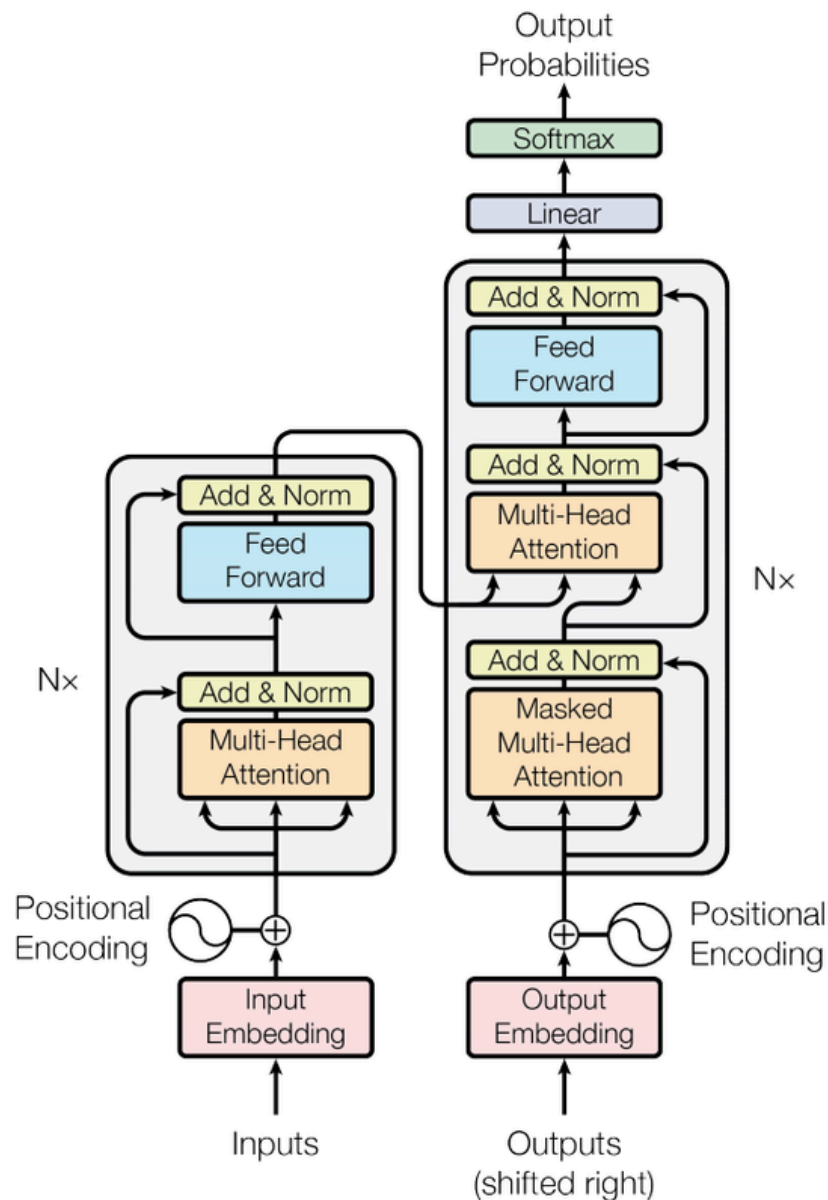 Output
Probabilities
Softmax
Linear
Add & Norm
Feed
Forward
Add & Norm
Multi-Head
Attention
Add & Norm
Masked
Multi-Head
Attention
Nx
Add & Norm
Feed
Forward
Add & Norm
Multi-Head
Attention
Nx
Positional
Encoding
Positional
Encoding
Input
Embedding
Output
Embedding
Inputs
Outputs
(shifted right)